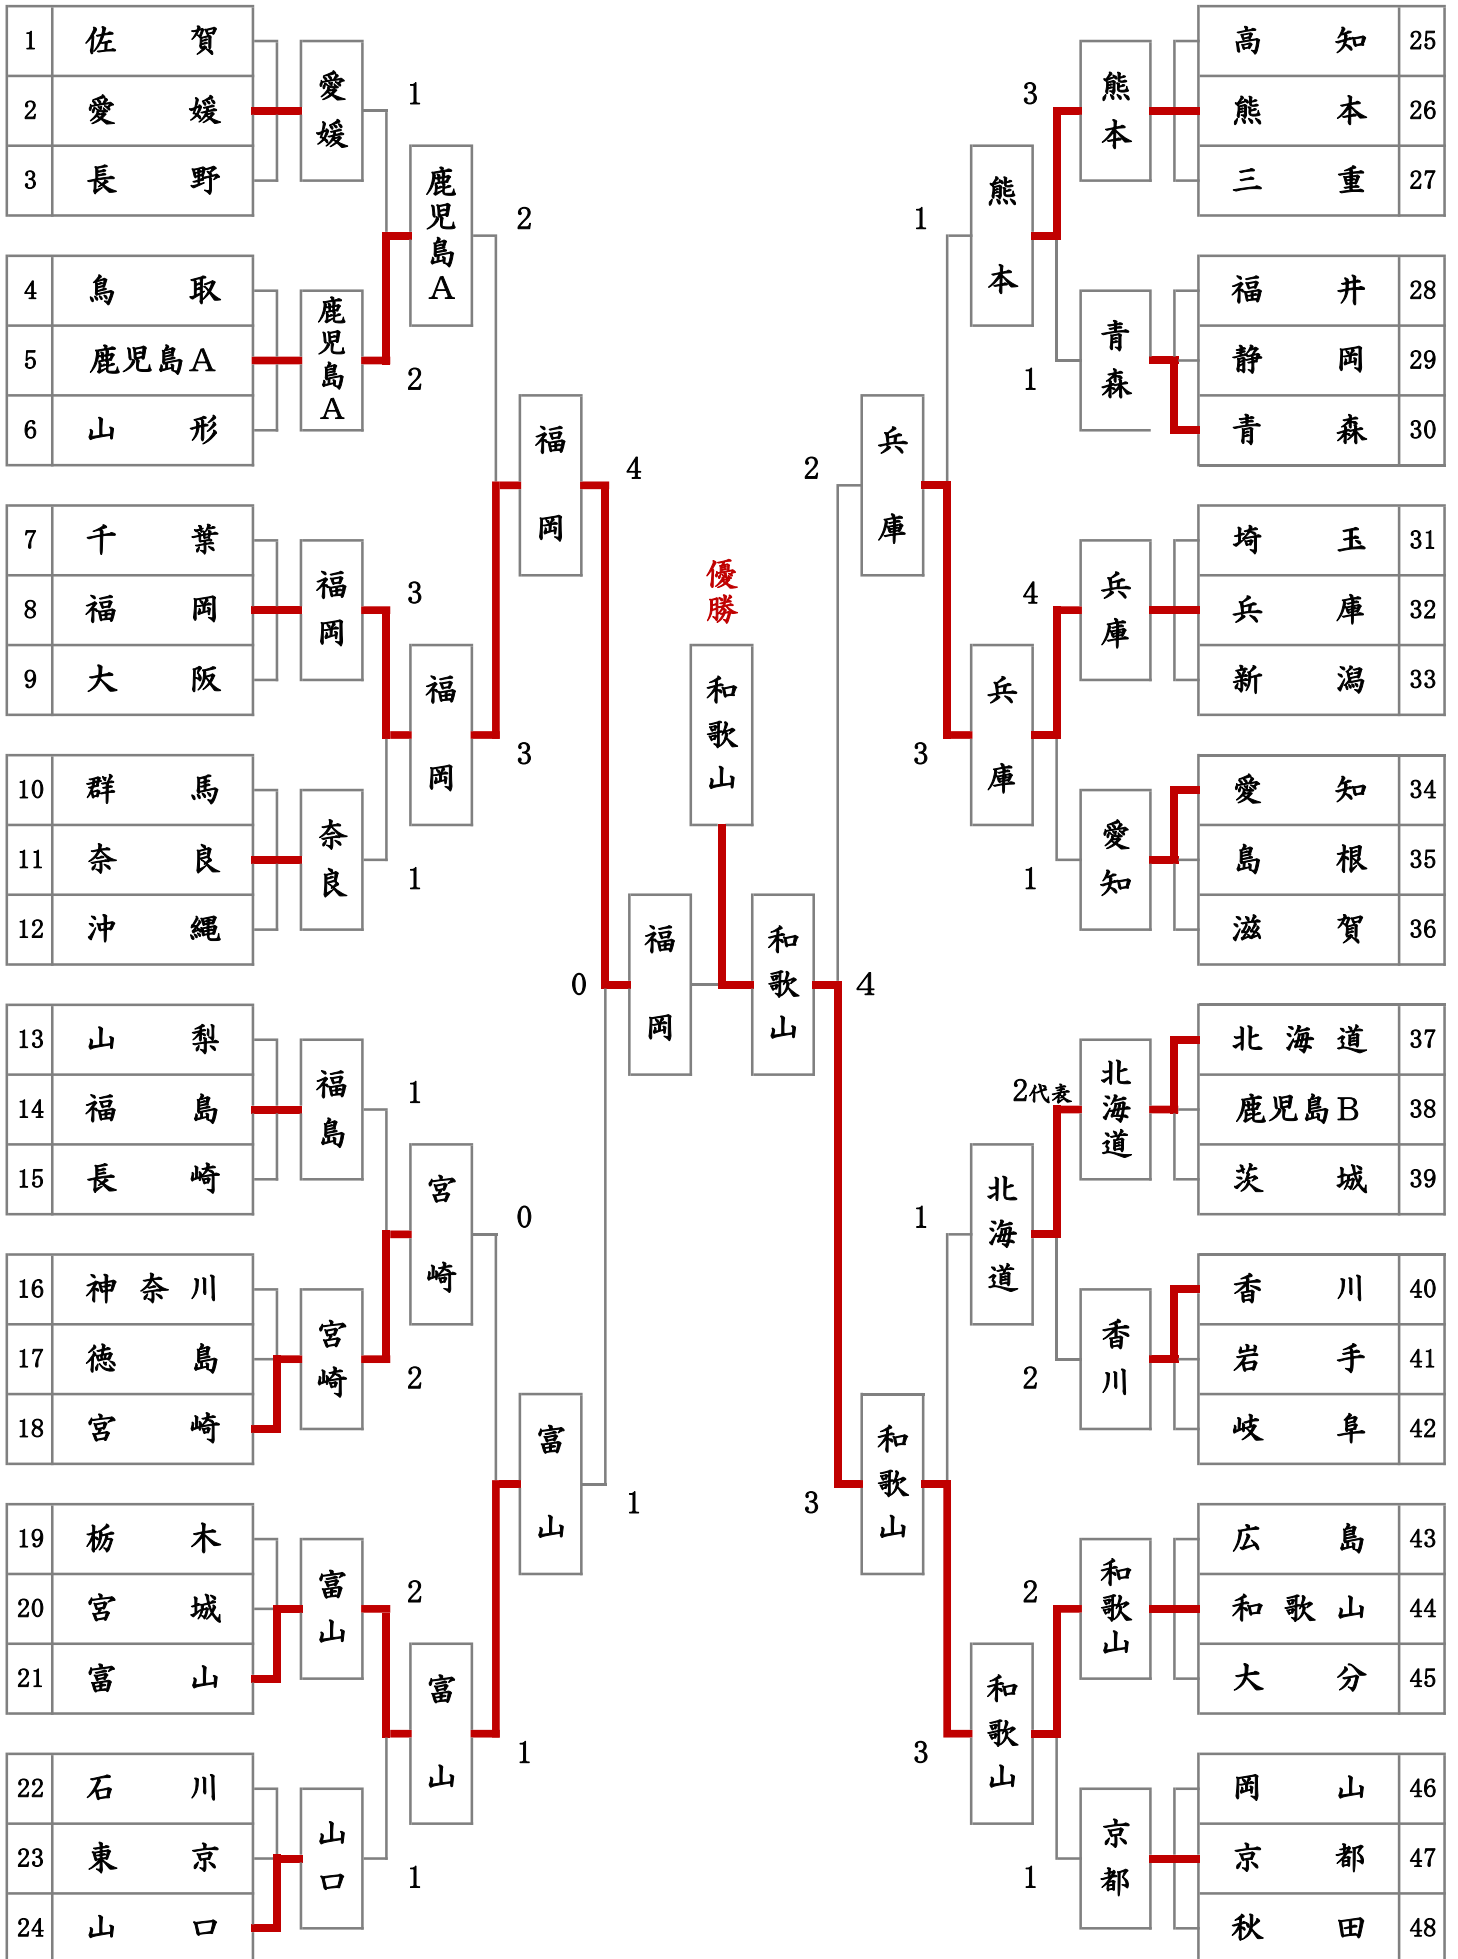 1 佐賀
2 愛媛
3 長野
4 鳥取
5 鹿児島A
6 山形
7 千葉
8 福岡
9 大阪
10 群馬
11 奈良
12 沖縄
13 山梨
14 福島
15 長崎
16 神奈川
17 徳島
18 宮崎
19 栃木
20 宮城
21 富山
22 石川
23 東京
24 山口
愛媛
鹿児島A
福岡
奈良
福島
宮崎
富山
山口
1
2
3
1
1
2
2
1
鹿児島A
福岡
宮崎
富山
2
3
0
1
福岡
富山
4
1
福岡
0
優勝
和歌山
和歌山
4
兵庫
和歌山
2
3
熊本
兵庫
北海道
和歌山
1
3
1
3
熊本
青森
兵庫
愛知
北海道
香川
和歌山
京都
3
1
4
1
2代表
2
2
1
高知 25
熊本 26
三重 27
福井 28
静岡 29
青森 30
埼玉 31
兵庫 32
新潟 33
愛知 34
島根 35
滋賀 36
北海道 37
鹿児島B 38
茨城 39
香川 40
岩手 41
岐阜 42
広島 43
和歌山 44
大分 45
岡山 46
京都 47
秋田 48